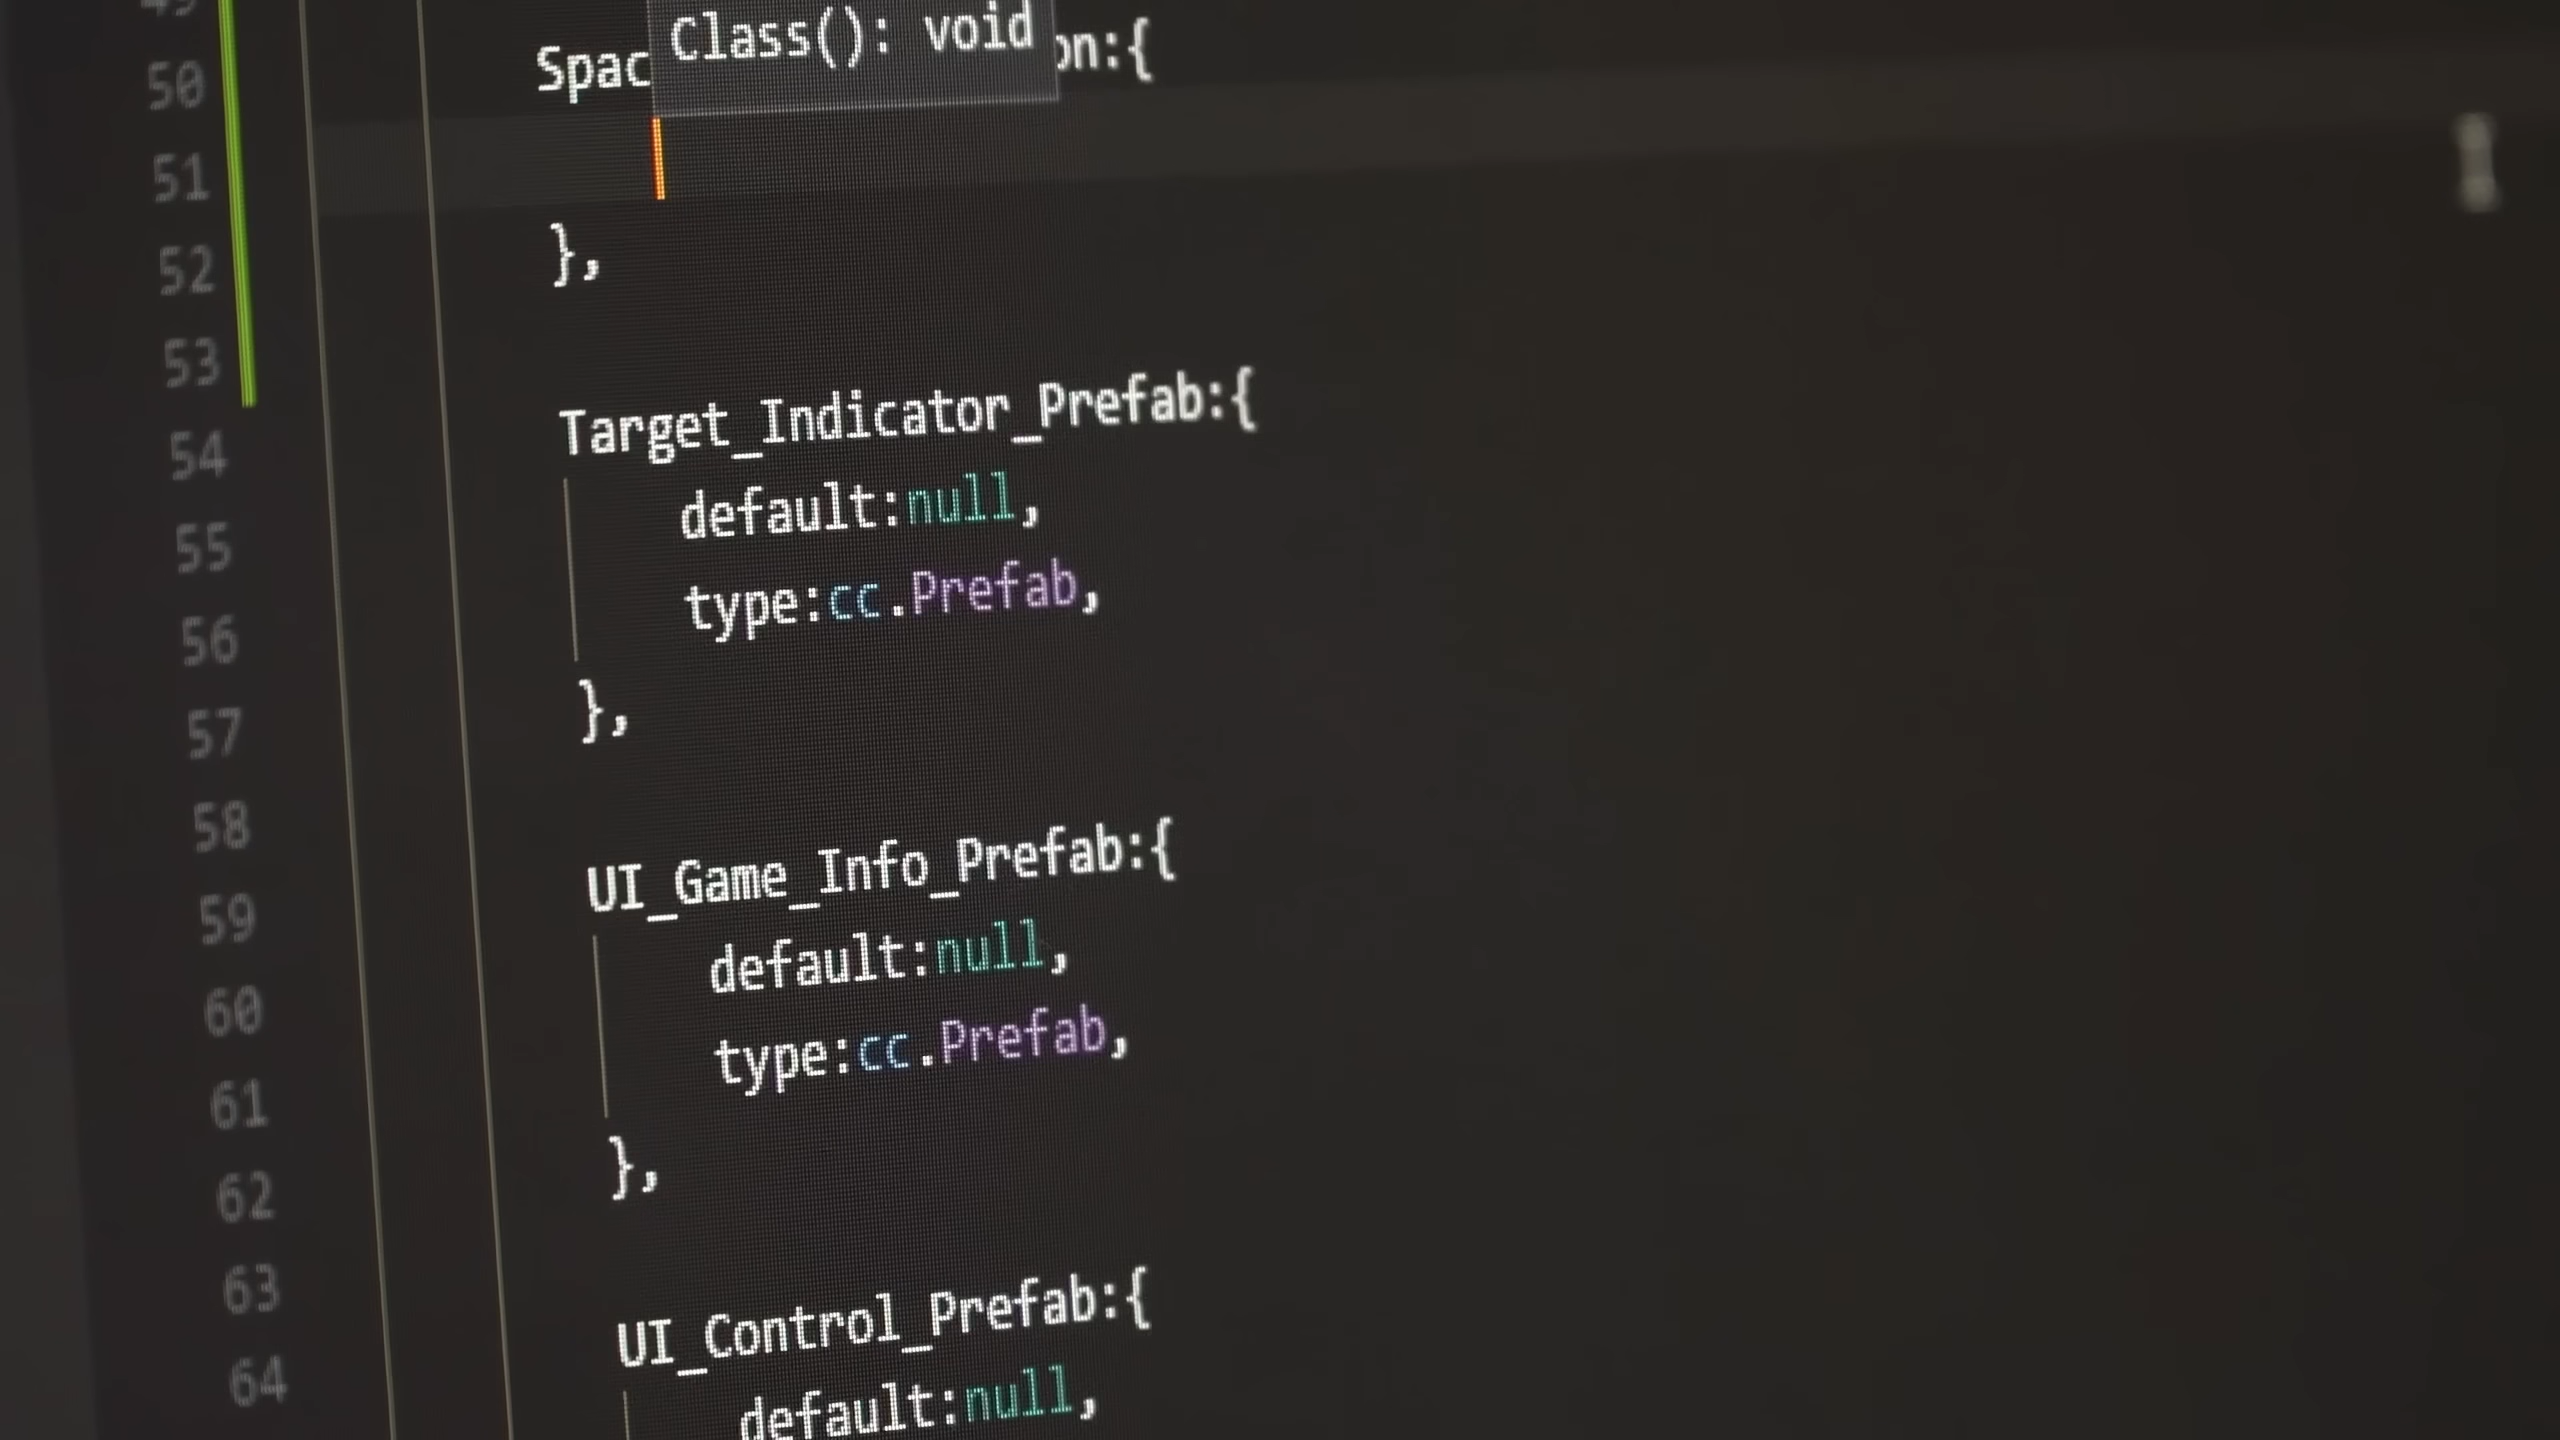 49
50 Spac Class(): void on:{
51
52 },
53
54 Target_Indicator_Prefab:{
55 default:null,
56 type:cc.Prefab,
57 },
58
59 UI_Game_Info_Prefab:{
60 default:null,
61 type:cc.Prefab,
62 },
63
64 UI_Control_Prefab:{
default:null,